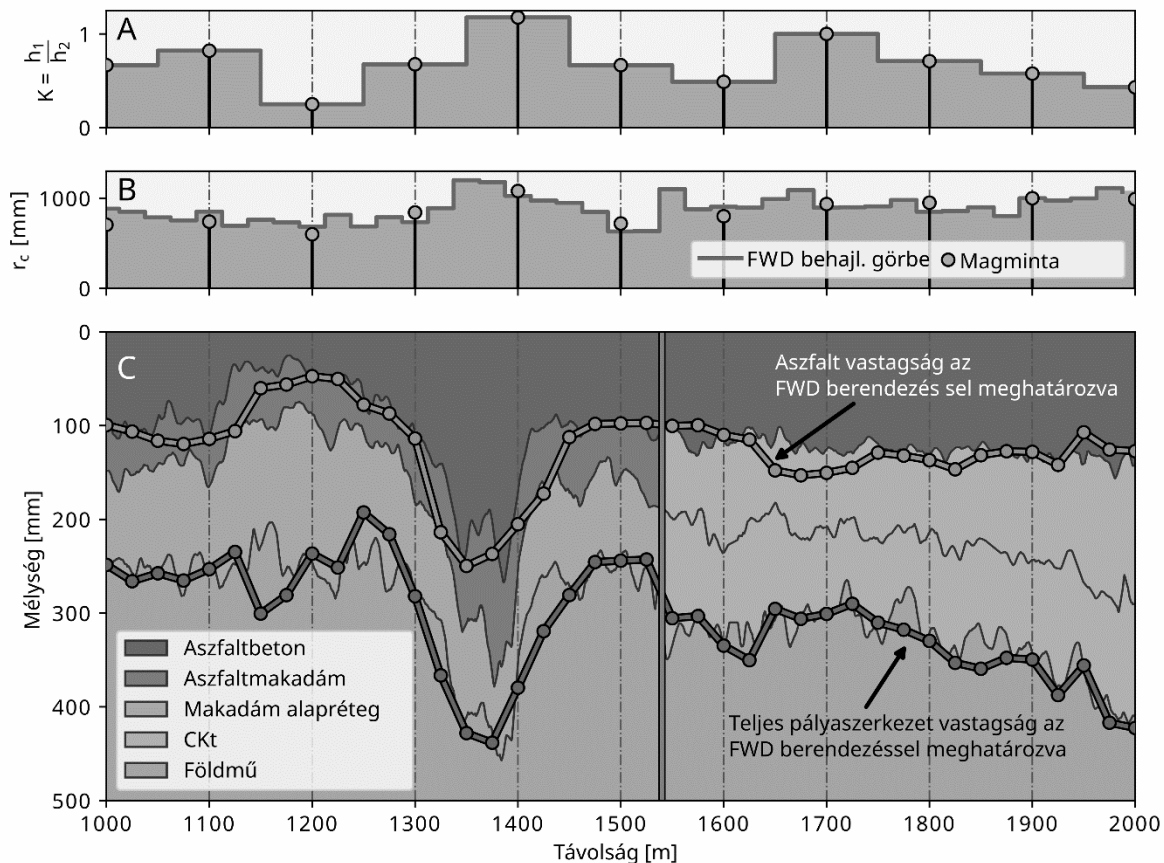 A
K = h₁/h₂
1
0
B
r꜀ [mm]
1000
0
FWD behajl. görbe
Magminta
C
Mélység [mm]
0
100
200
300
400
500
Aszfalt vastagság az
FWD berendezés sel meghatározva
Aszfaltbeton
Aszfaltmakadám
Makadám alapréteg
CKt
Földmű
Teljes pályaszerkezet vastagság az
FWD berendezéssel meghatározva
1000 1100 1200 1300 1400 1500 1600 1700 1800 1900 2000
Távolság [m]